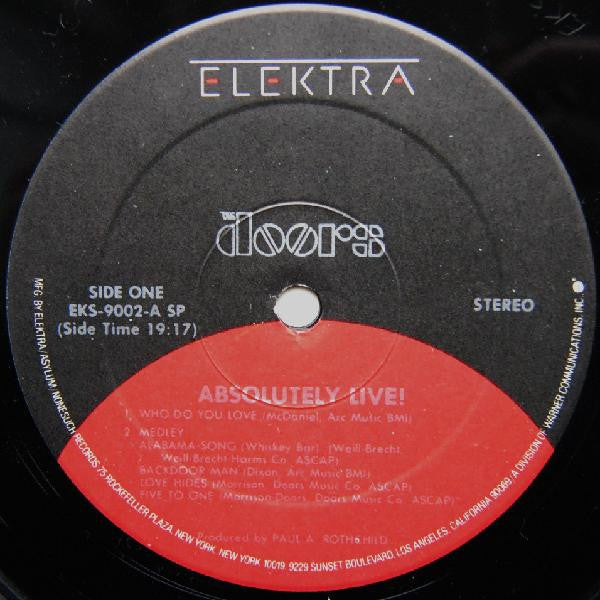 ELEKTRA
THE
doors
SIDE ONE
EKS-9002-A SP
(Side Time 19:17)
STEREO
ABSOLUTELY LIVE!
1. WHO DO YOU LOVE (McDaniel, Arc Music BMI)
2. MEDLEY
ALABAMA-SONG (Whiskey Bar) (Weill-Brecht,
Weill-Brecht-Harms Co. ASCAP)
BACKDOOR MAN (Dixon, Arc Music BMI)
LOVE HIDES (Morrison, Doors Music Co. ASCAP)
FIVE TO ONE (Morrison-Doors, Doors Music Co. ASCAP)
Produced by PAUL A. ROTHCHILD
MFG. BY ELEKTRA/ASYLUM/NONESUCH RECORDS, 75 ROCKEFELLER PLAZA, NEW YORK, NEW YORK 10019 9229 SUNSET BOULEVARD, LOS ANGELES, CALIFORNIA 90069/A DIVISION OF WARNER COMMUNICATIONS INC.